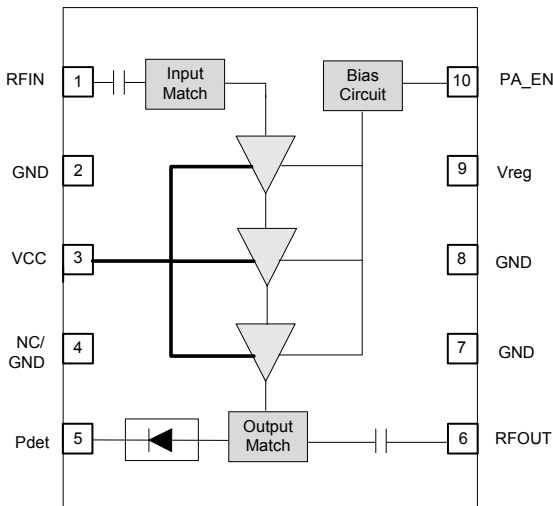 RFIN 1 Input Match Bias Circuit 10 PA_EN
GND 2 9 Vreg
VCC 3 8 GND
NC/ GND 4 7 GND
Pdet 5 Output Match 6 RFOUT